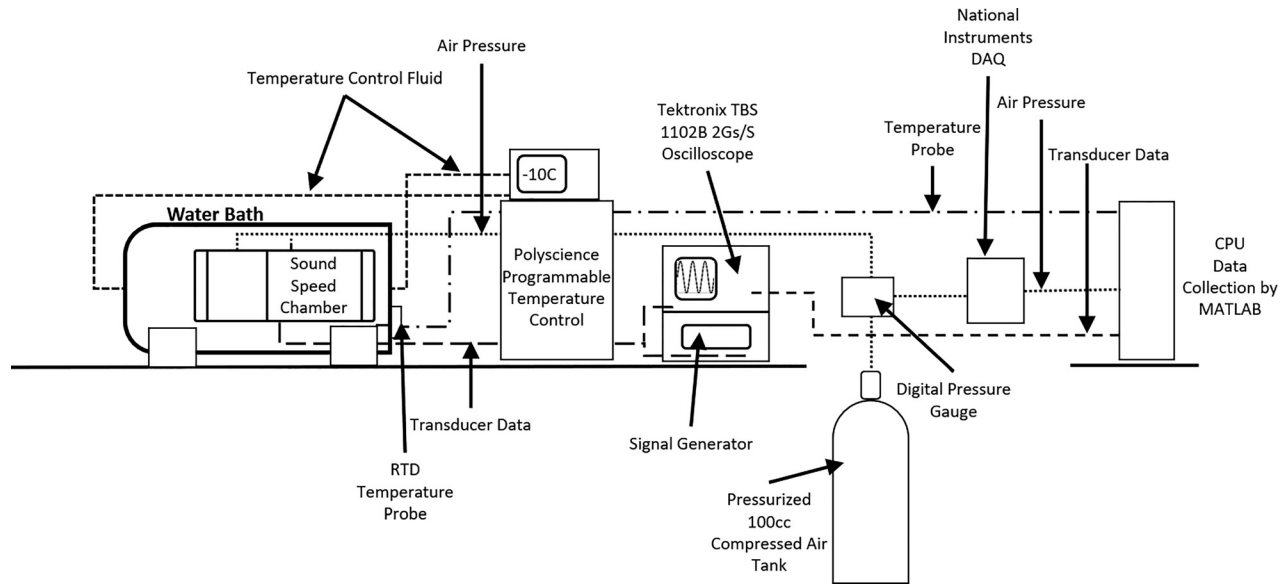 National
Instruments
DAQ
Air Pressure
Temperature Control Fluid
Tektronix TBS
1102B 2Gs/S
Oscilloscope
Air Pressure
Temperature
Probe
Transducer Data
-10C
Water Bath
Sound
Speed
Chamber
Polyscience
Programmable
Temperature
Control
CPU
Data
Collection by
MATLAB
Digital Pressure
Gauge
Transducer Data
Signal Generator
RTD
Temperature
Probe
Pressurized
100cc
Compressed Air
Tank